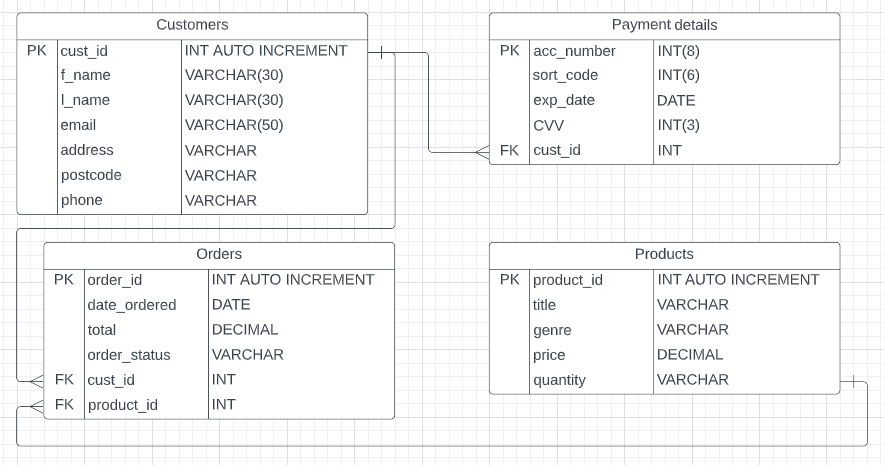 Customers
PK cust_id INT AUTO INCREMENT
f_name VARCHAR(30)
l_name VARCHAR(30)
email VARCHAR(50)
address VARCHAR
postcode VARCHAR
phone VARCHAR
Payment details
PK acc_number INT(8)
sort_code INT(6)
exp_date DATE
CVV INT(3)
FK cust_id INT
Orders
PK order_id INT AUTO INCREMENT
date_ordered DATE
total DECIMAL
order_status VARCHAR
FK cust_id INT
FK product_id INT
Products
PK product_id INT AUTO INCREMENT
title VARCHAR
genre VARCHAR
price DECIMAL
quantity VARCHAR